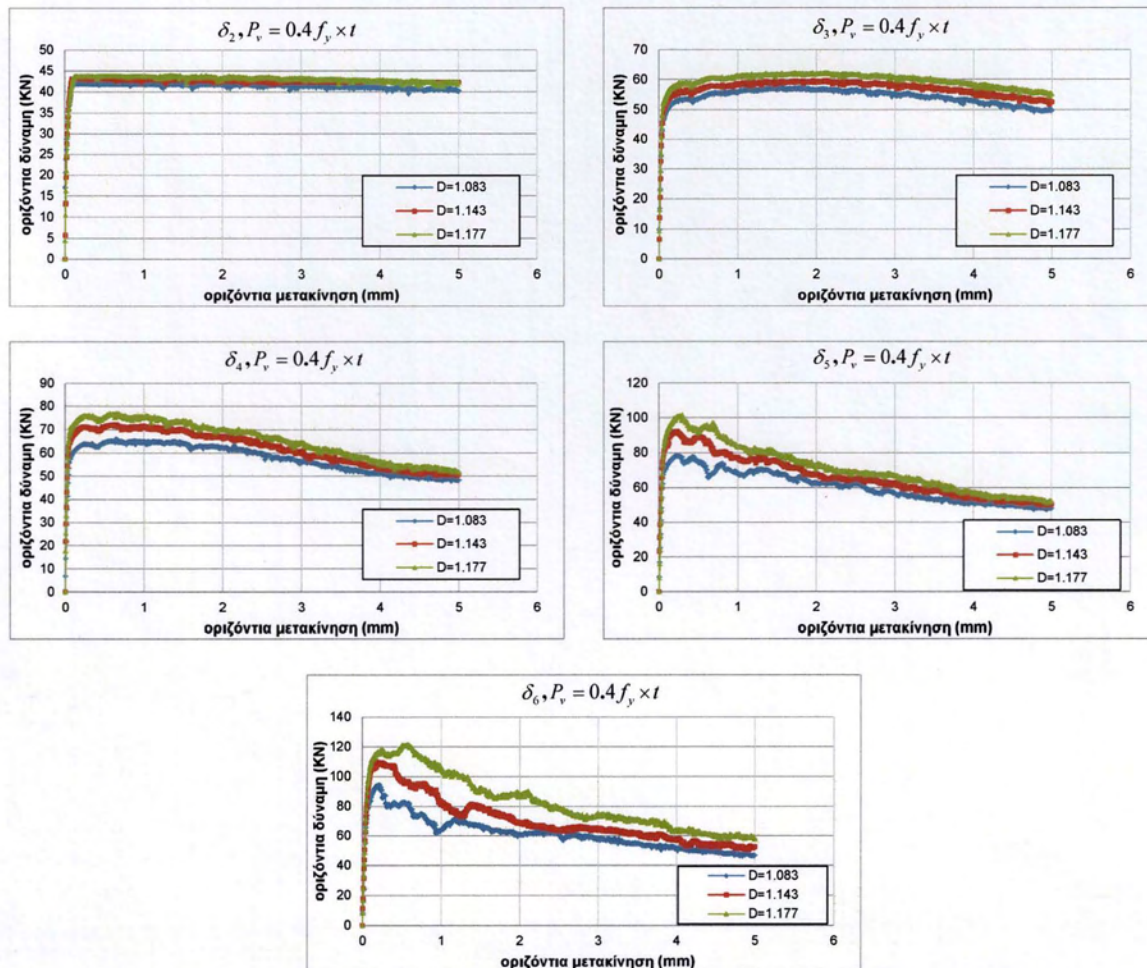 δ₂, Pᵥ = 0.4 f_y × t
50
45
40
35
30
25
20
15
10
5
0
οριζόντια δύναμη (KN)
D=1.083
D=1.143
D=1.177
0 1 2 3 4 5 6
οριζόντια μετακίνηση (mm)
δ₃, Pᵥ = 0.4 f_y × t
70
60
50
40
30
20
10
0
οριζόντια δύναμη (KN)
D=1.083
D=1.143
D=1.177
0 1 2 3 4 5 6
οριζόντια μετακίνηση (mm)
δ₄, Pᵥ = 0.4 f_y × t
90
80
70
60
50
40
30
20
10
0
οριζόντια δύναμη (KN)
D=1.083
D=1.143
D=1.177
0 1 2 3 4 5 6
οριζόντια μετακίνηση (mm)
δ₅, Pᵥ = 0.4 f_y × t
120
100
80
60
40
20
0
οριζόντια δύναμη (KN)
D=1.083
D=1.143
D=1.177
0 1 2 3 4 5 6
οριζόντια μετακίνηση (mm)
δ₆, Pᵥ = 0.4 f_y × t
140
120
100
80
60
40
20
0
οριζόντια δύναμη (KN)
D=1.083
D=1.143
D=1.177
0 1 2 3 4 5 6
οριζόντια μετακίνηση (mm)